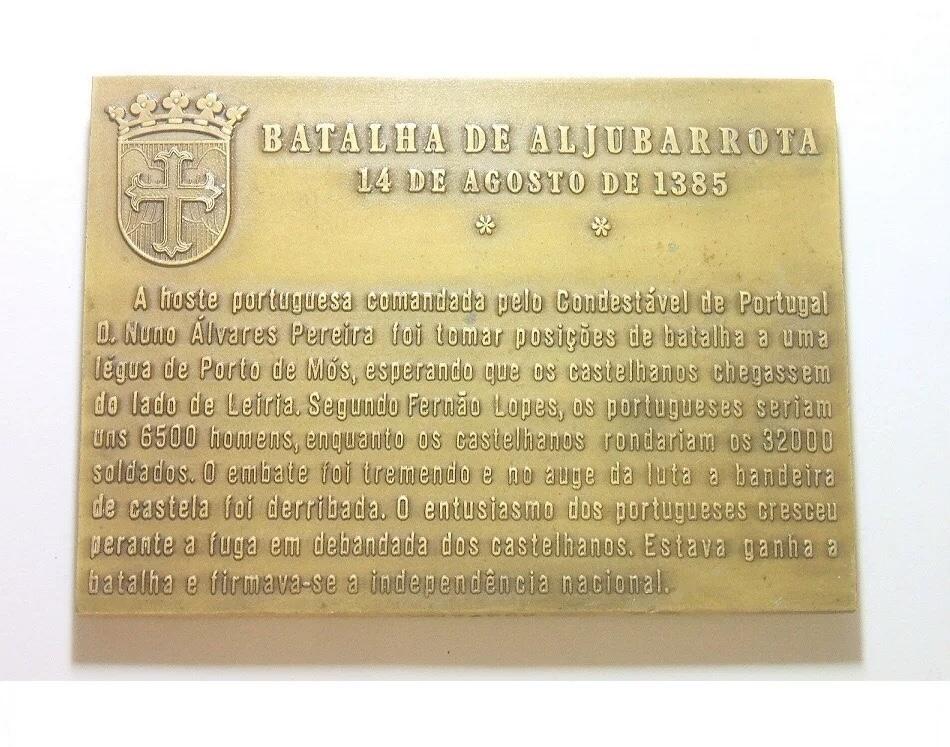 BATALHA DE ALJUBARROTA
14 DE AGOSTO DE 1385
* *
A hoste portuguesa comandada pelo Condestável de Portugal
D. Nuno Álvares Pereira foi tomar posições de batalha a uma
légua de Porto de Mós, esperando que os castelhanos chegassem
do lado de Leiria. Segundo Fernão Lopes, os portugueses seriam
uns 6500 homens, enquanto os castelhanos rondariam os 32000
soldados. O embate foi tremendo e no auge da luta a bandeira
de castela foi derribada. O entusiasmo dos portugueses cresceu
perante a fuga em debandada dos castelhanos. Estava ganha a
batalha e firmava-se a independência nacional.